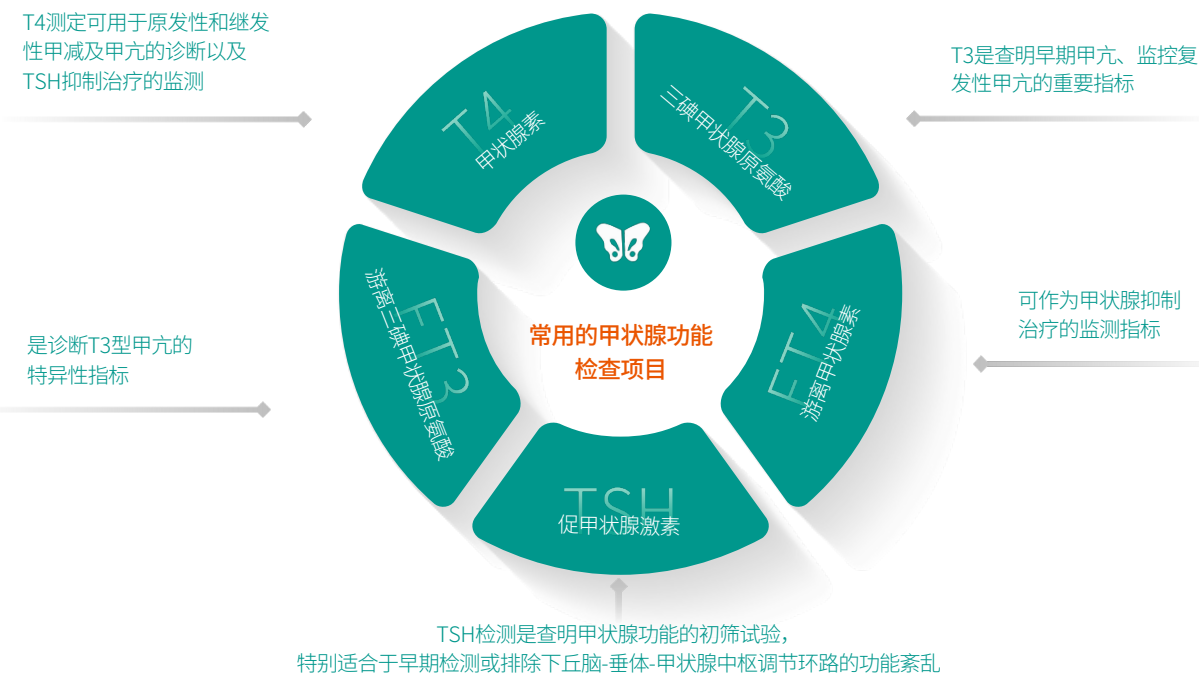 T4测定可用于原发性和继发
性甲减及甲亢的诊断以及
TSH抑制治疗的监测
T3是查明早期甲亢、监控复
发性甲亢的重要指标
T4
甲状腺素
T3
三碘甲状腺原氨酸
FT3
游离三碘甲状腺原氨酸
FT4
游离甲状腺素
常用的甲状腺功能
检查项目
是诊断T3型甲亢的
特异性指标
可作为甲状腺抑制
治疗的监测指标
TSH
促甲状腺激素
TSH检测是查明甲状腺功能的初筛试验，
特别适合于早期检测或排除下丘脑-垂体-甲状腺中枢调节环路的功能紊乱